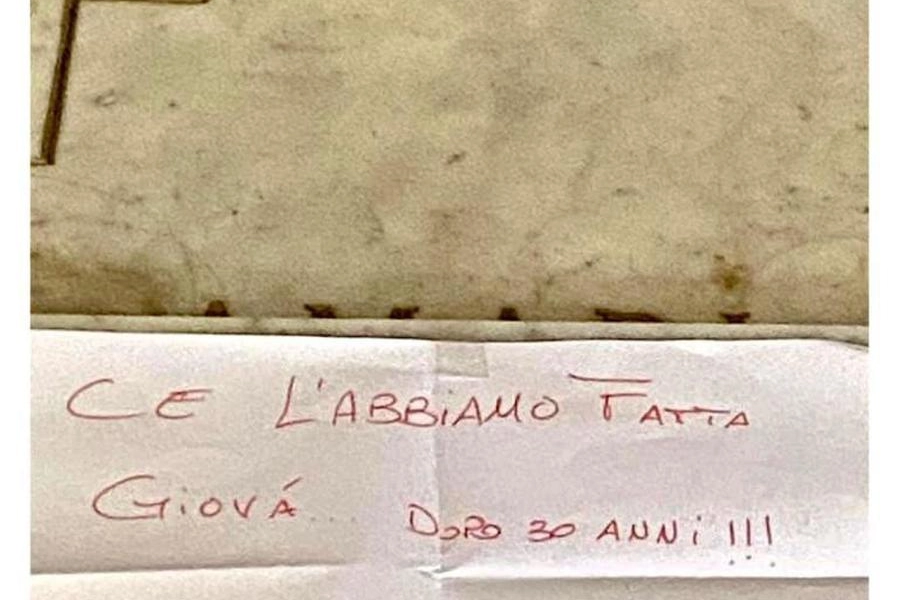 CE L'ABBiAMO FATTA
GiovÁ... DOPO 30 ANNi !!!